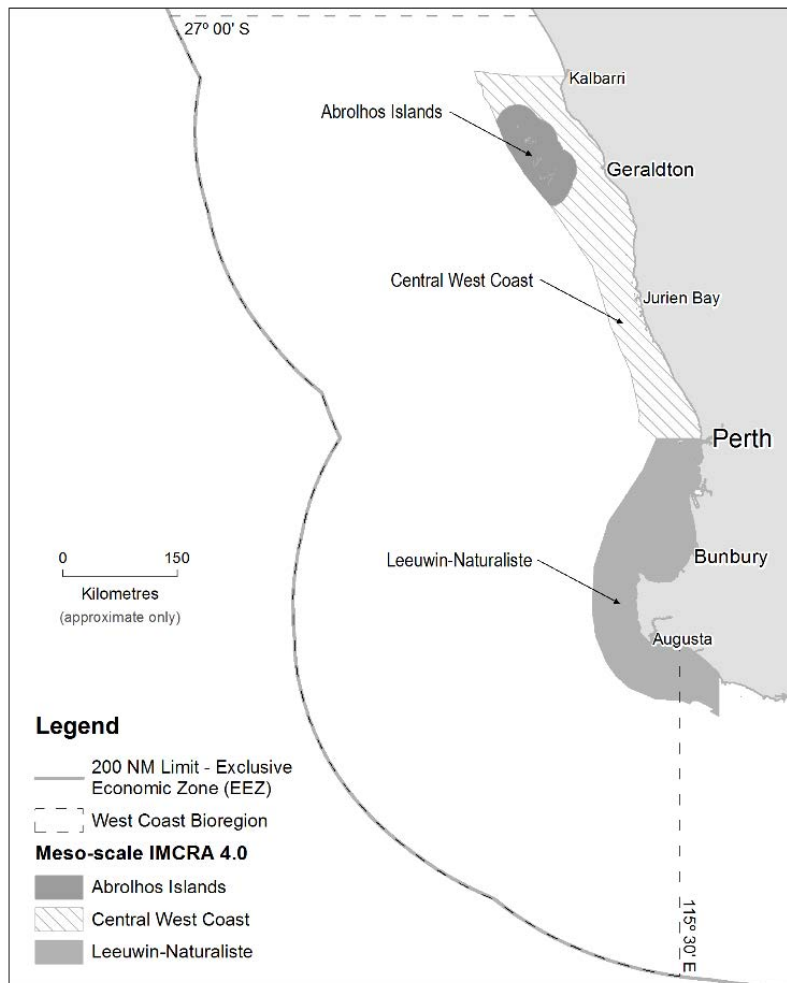 27º 00' S
Kalbarri
Abrolhos Islands
Geraldton
Central West Coast
Jurien Bay
Perth
0 150
Kilometres
(approximate only)
Leeuwin-Naturaliste
Bunbury
Augusta
Legend
200 NM Limit - Exclusive
Economic Zone (EEZ)
West Coast Bioregion
Meso-scale IMCRA 4.0
Abrolhos Islands
Central West Coast
Leeuwin-Naturaliste
115º 30' E